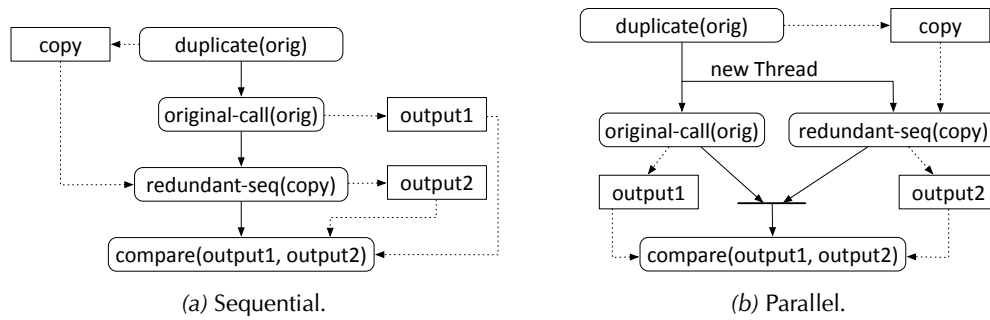 copy
duplicate(orig)
original-call(orig)
output1
redundant-seq(copy)
output2
compare(output1, output2)
(a) Sequential.
duplicate(orig)
copy
new Thread
original-call(orig)
redundant-seq(copy)
output1
output2
compare(output1, output2)
(b) Parallel.